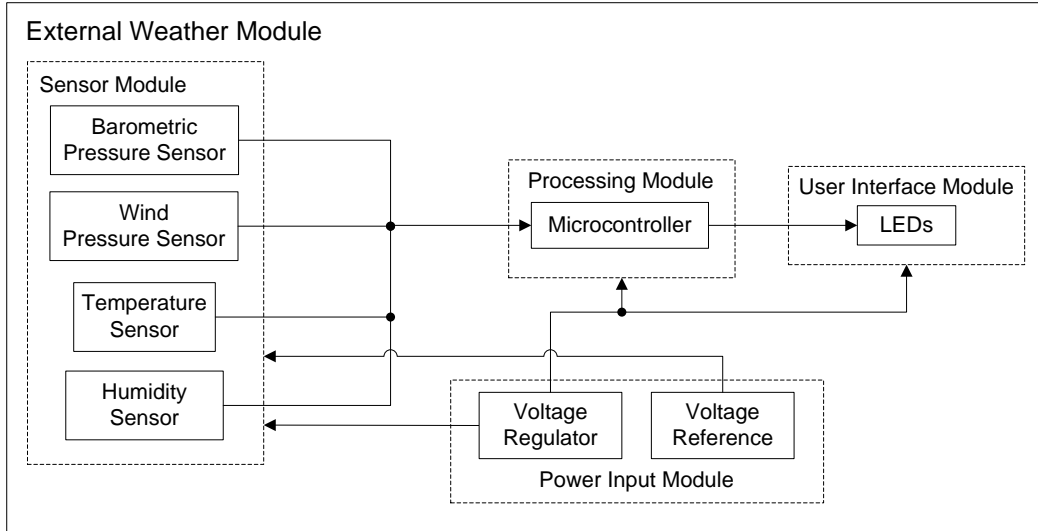 External Weather Module
Sensor Module
Barometric
Pressure Sensor
Wind
Pressure Sensor
Temperature
Sensor
Humidity
Sensor
Processing Module
Microcontroller
User Interface Module
LEDs
Voltage
Regulator
Voltage
Reference
Power Input Module